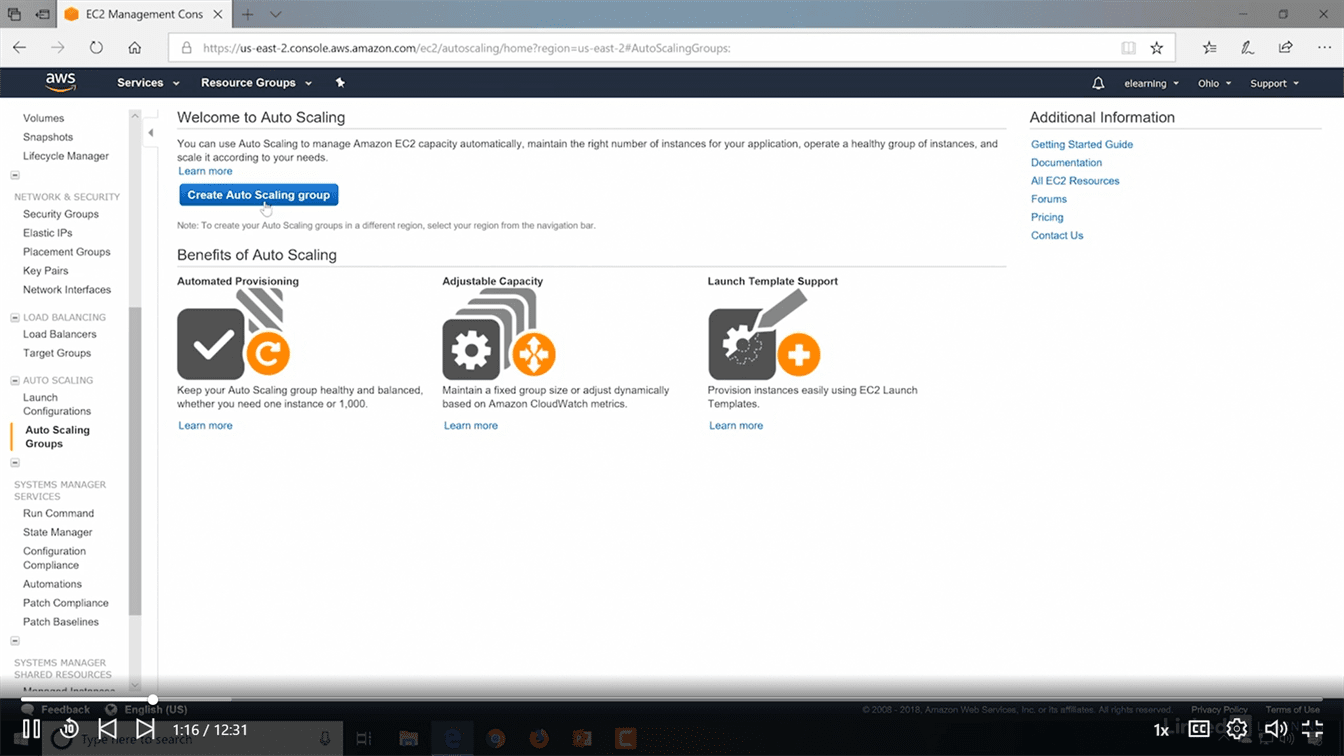 EC2 Management Cons
https://us-east-2.console.aws.amazon.com/ec2/autoscaling/home?region=us-east-2#AutoScalingGroups:
aws
Services
Resource Groups
elearning
Ohio
Support
Volumes
Snapshots
Lifecycle Manager
NETWORK & SECURITY
Security Groups
Elastic IPs
Placement Groups
Key Pairs
Network Interfaces
LOAD BALANCING
Load Balancers
Target Groups
AUTO SCALING
Launch
Configurations
Auto Scaling
Groups
SYSTEMS MANAGER
SERVICES
Run Command
State Manager
Configuration
Compliance
Automations
Patch Compliance
Patch Baselines
SYSTEMS MANAGER
SHARED RESOURCES
Managed Instances
Welcome to Auto Scaling
You can use Auto Scaling to manage Amazon EC2 capacity automatically, maintain the right number of instances for your application, operate a healthy group of instances, and
scale it according to your needs.
Learn more
Create Auto Scaling group
Note: To create your Auto Scaling groups in a different region, select your region from the navigation bar.
Benefits of Auto Scaling
Automated Provisioning
Keep your Auto Scaling group healthy and balanced,
whether you need one instance or 1,000.
Learn more
Adjustable Capacity
Maintain a fixed group size or adjust dynamically
based on Amazon CloudWatch metrics.
Learn more
Launch Template Support
Provision instances easily using EC2 Launch
Templates.
Learn more
Additional Information
Getting Started Guide
Documentation
All EC2 Resources
Forums
Pricing
Contact Us
Feedback
English (US)
© 2008 - 2018, Amazon Web Services, Inc. or its affiliates. All rights reserved.
Privacy Policy
Terms of Use
10
1:16 / 12:31
Type here to search
1x
CC